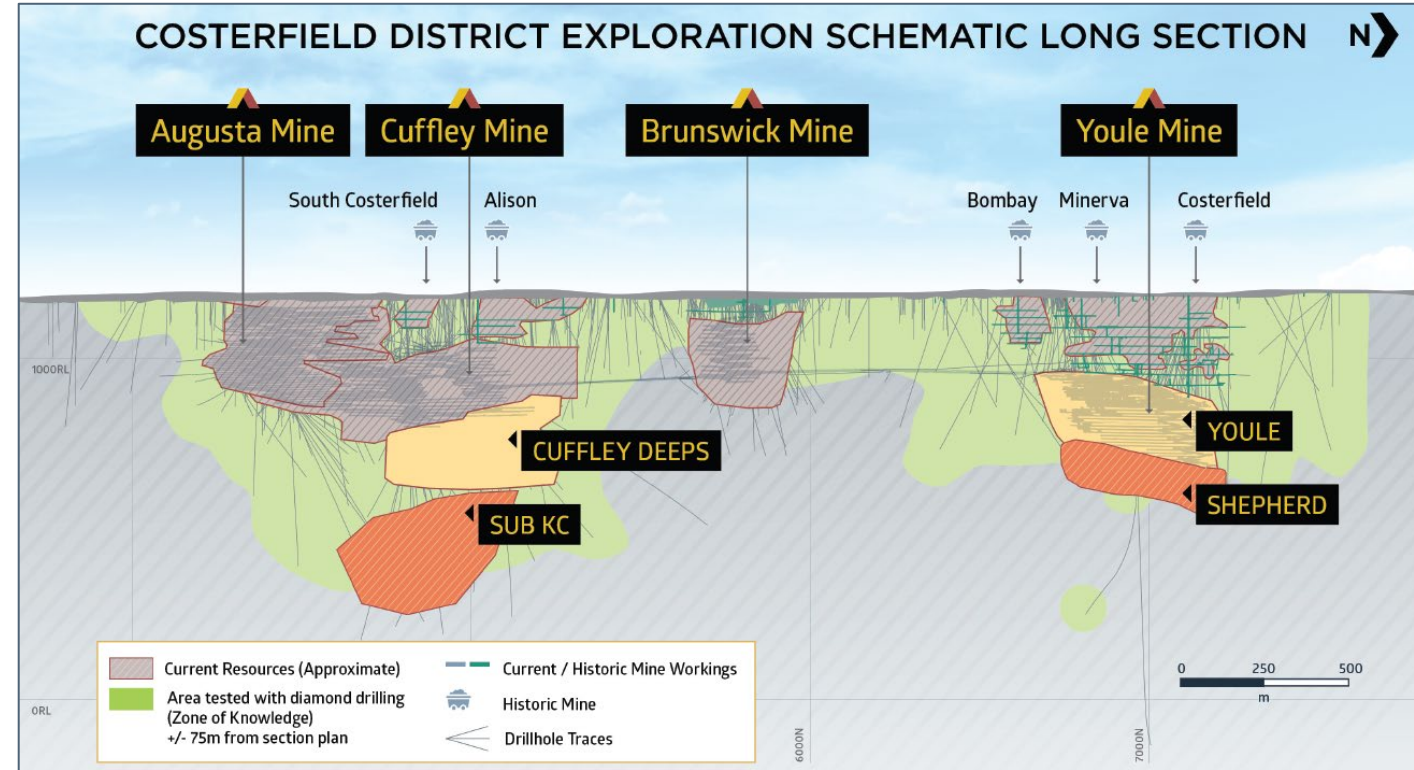 COSTERFIELD DISTRICT EXPLORATION SCHEMATIC LONG SECTION
N
Augusta Mine
Cuffley Mine
Brunswick Mine
Youle Mine
South Costerfield
Alison
Bombay
Minerva
Costerfield
1000RL
CUFFLEY DEEPS
YOULE
SUB KC
SHEPHERD
Current Resources (Approximate)
Area tested with diamond drilling
(Zone of Knowledge)
+/- 75m from section plan
Current / Historic Mine Workings
Historic Mine
Drillhole Traces
0 250 500
m
0RL
6000N
7000N